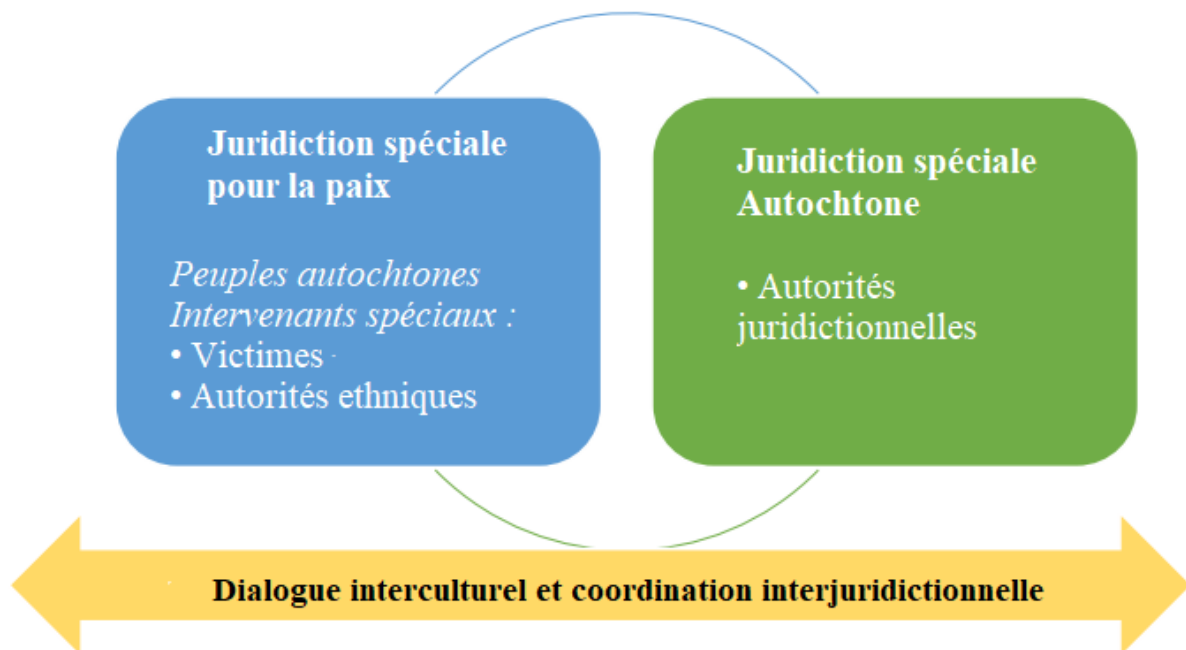 Juridiction spéciale
pour la paix
Peuples autochtones
Intervenants spéciaux :
• Victimes
• Autorités ethniques
Juridiction spéciale
Autochtone
• Autorités
juridictionnelles
Dialogue interculturel et coordination interjuridictionnelle